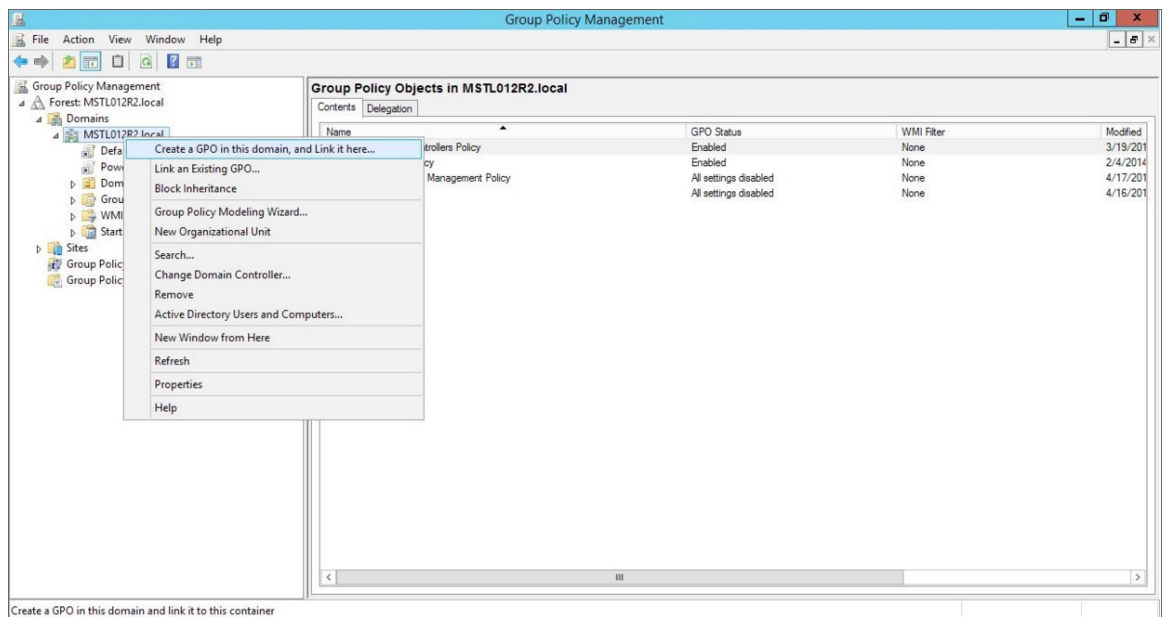 Group Policy Management
File Action View Window Help
Group Policy Management
Forest: MSTL012R2.local
Domains
MSTL012R2.local
Defa
Powe
Dom
Grou
WMI
Start
Sites
Group Polic
Group Polic
Create a GPO in this domain, and Link it here...
Link an Existing GPO...
Block Inheritance
Group Policy Modeling Wizard...
New Organizational Unit
Search...
Change Domain Controller...
Remove
Active Directory Users and Computers...
New Window from Here
Refresh
Properties
Help
Group Policy Objects in MSTL012R2.local
Contents Delegation
Name GPO Status WMI Filter Modified
trollers Policy Enabled None 3/19/201
cy Enabled None 2/4/2014
Management Policy All settings disabled None 4/17/201
All settings disabled None 4/16/201
Create a GPO in this domain and link it to this container